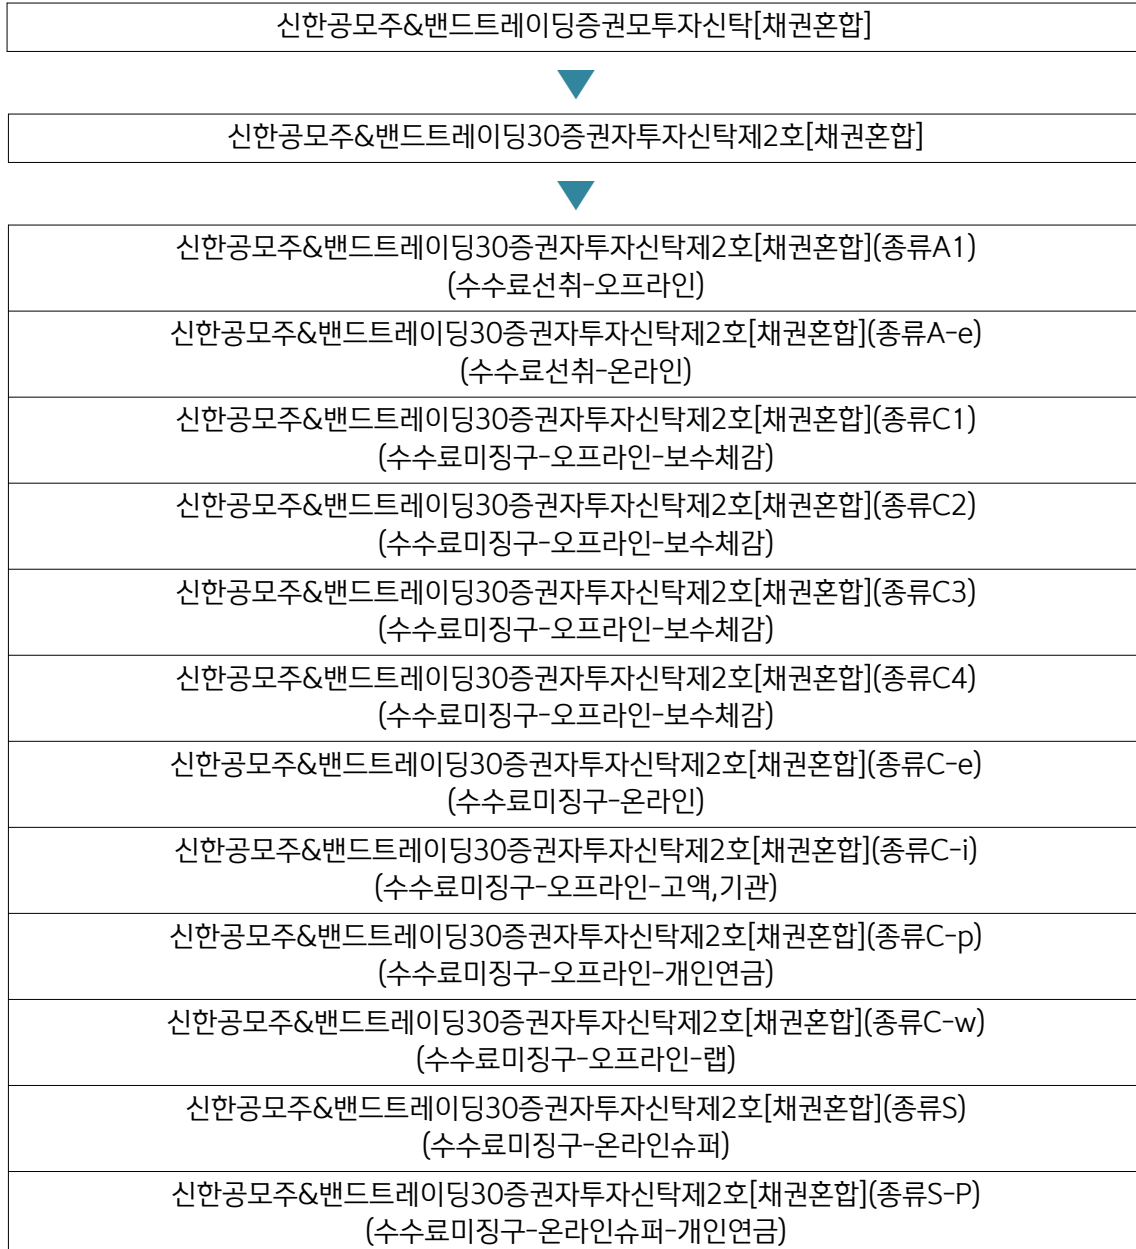 신한공모주&밴드트레이딩증권모투자신탁[채권혼합]
신한공모주&밴드트레이딩30증권자투자신탁제2호[채권혼합]
신한공모주&밴드트레이딩30증권자투자신탁제2호[채권혼합](종류A1)
(수수료선취-오프라인)
신한공모주&밴드트레이딩30증권자투자신탁제2호[채권혼합](종류A-e)
(수수료선취-온라인)
신한공모주&밴드트레이딩30증권자투자신탁제2호[채권혼합](종류C1)
(수수료미징구-오프라인-보수체감)
신한공모주&밴드트레이딩30증권자투자신탁제2호[채권혼합](종류C2)
(수수료미징구-오프라인-보수체감)
신한공모주&밴드트레이딩30증권자투자신탁제2호[채권혼합](종류C3)
(수수료미징구-오프라인-보수체감)
신한공모주&밴드트레이딩30증권자투자신탁제2호[채권혼합](종류C4)
(수수료미징구-오프라인-보수체감)
신한공모주&밴드트레이딩30증권자투자신탁제2호[채권혼합](종류C-e)
(수수료미징구-온라인)
신한공모주&밴드트레이딩30증권자투자신탁제2호[채권혼합](종류C-i)
(수수료미징구-오프라인-고액,기관)
신한공모주&밴드트레이딩30증권자투자신탁제2호[채권혼합](종류C-p)
(수수료미징구-오프라인-개인연금)
신한공모주&밴드트레이딩30증권자투자신탁제2호[채권혼합](종류C-w)
(수수료미징구-오프라인-랩)
신한공모주&밴드트레이딩30증권자투자신탁제2호[채권혼합](종류S)
(수수료미징구-온라인슈퍼)
신한공모주&밴드트레이딩30증권자투자신탁제2호[채권혼합](종류S-P)
(수수료미징구-온라인슈퍼-개인연금)